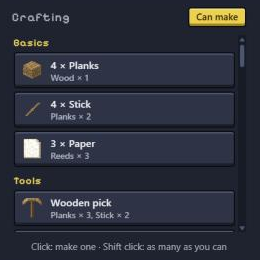 Crafting
Can make
Basics
4 × Planks
Wood × 1
4 × Stick
Planks × 2
3 × Paper
Reeds × 3
Tools
Wooden pick
Planks × 3, Stick × 2
Click: make one · Shift click: as many as you can